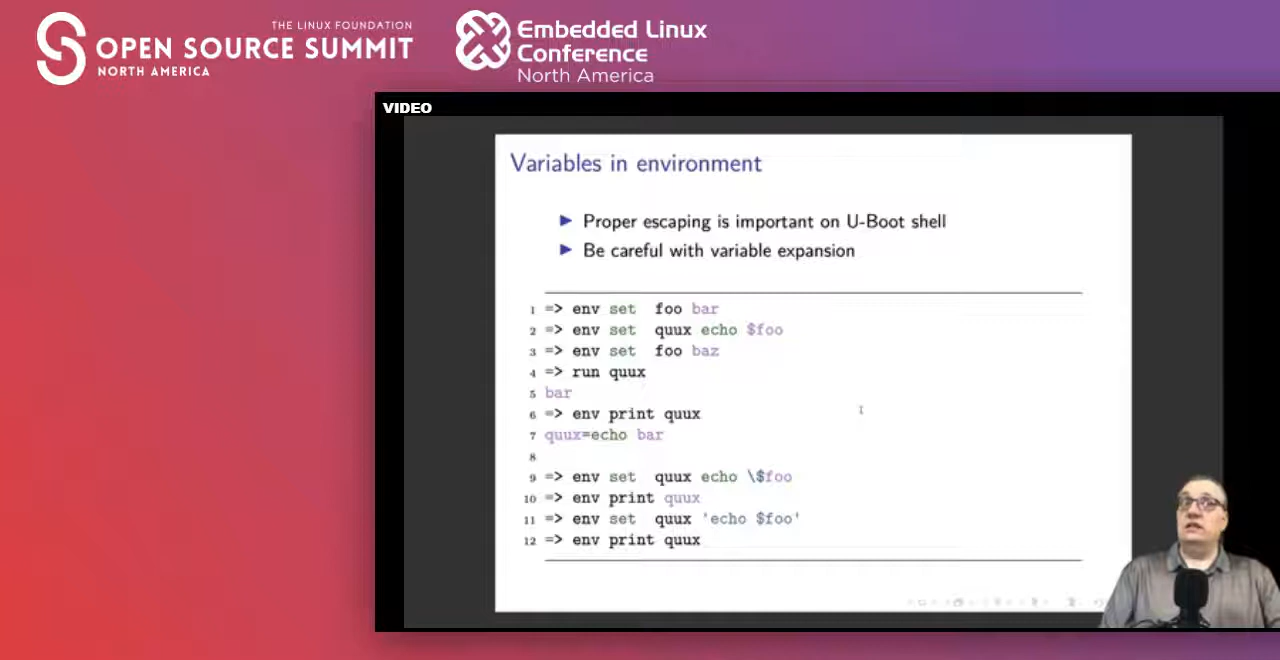 THE LINUX FOUNDATION
OPEN SOURCE SUMMIT
NORTH AMERICA
Embedded Linux
Conference
North America
VIDEO
Variables in environment
Proper escaping is important on U-Boot shell
Be careful with variable expansion
1 => env set foo bar
2 => env set quux echo $foo
3 => env set foo baz
4 => run quux
5 bar
6 => env print quux
7 quux=echo bar
8
9 => env set quux echo \$foo
10 => env print quux
11 => env set quux 'echo $foo'
12 => env print quux